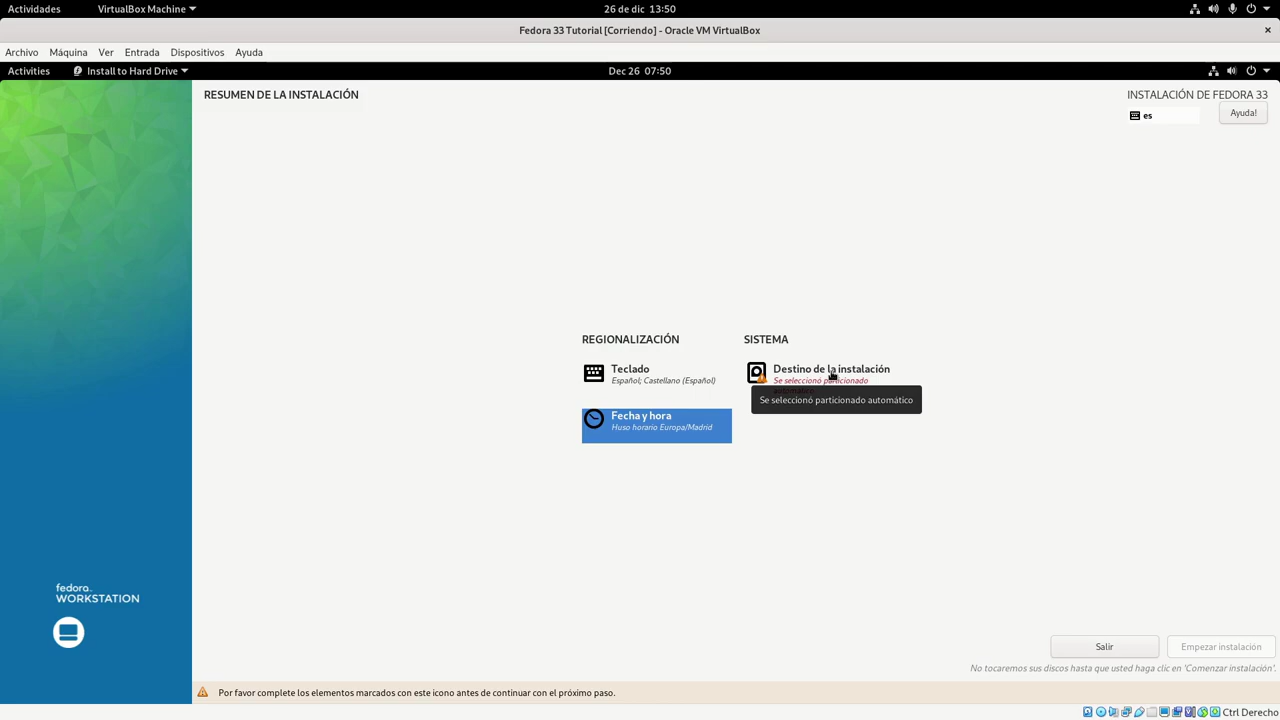 Actividades
VirtualBox Machine
26 de dic 13:50
Fedora 33 Tutorial [Corriendo] - Oracle VM VirtualBox
Archivo Máquina Ver Entrada Dispositivos Ayuda
Activities
Install to Hard Drive
Dec 26 07:50
RESUMEN DE LA INSTALACIÓN
INSTALACIÓN DE FEDORA 33
es
Ayuda!
REGIONALIZACIÓN
SISTEMA
Teclado
Español; Castellano (Español)
Destino de la instalación
Se seleccionó particionado
Se seleccionó particionado automático
Fecha y hora
Huso horario Europa/Madrid
fedora.
WORKSTATION
Salir
Empezar instalación
No tocaremos sus discos hasta que usted haga clic en 'Comenzar instalación'.
Por favor complete los elementos marcados con este icono antes de continuar con el próximo paso.
Ctrl Derecho